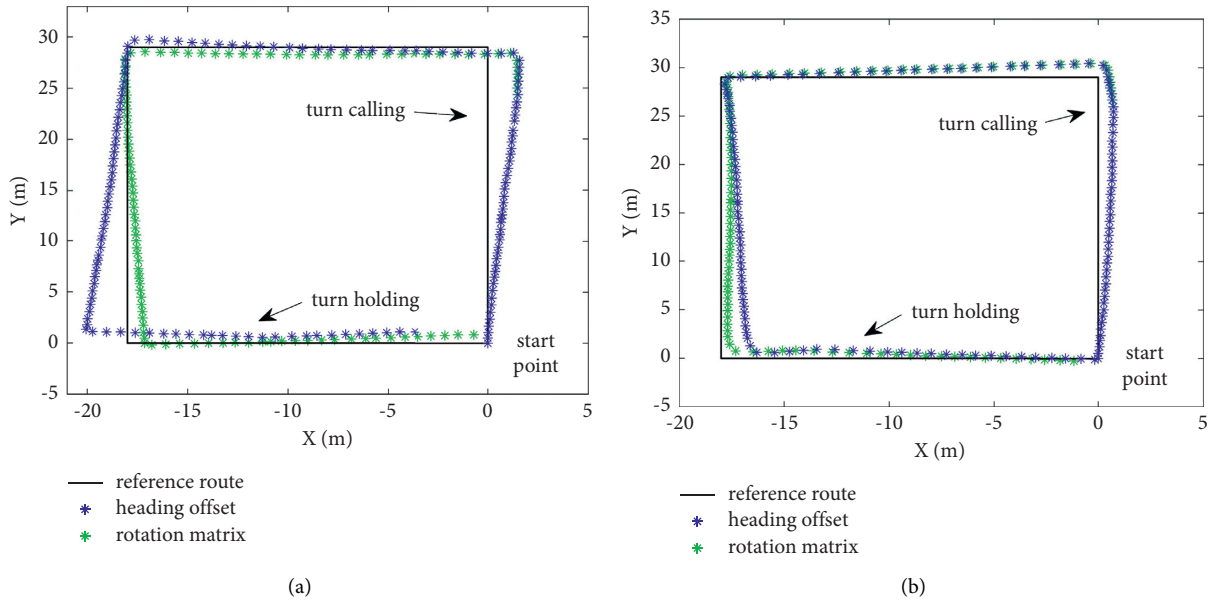 30
25
20
15
10
5
0
-5
Y (m)
-20
-15
-10
-5
0
5
X (m)
turn calling
turn holding
start
point
reference route
heading offset
rotation matrix
(a)
35
30
25
20
15
10
5
0
-5
Y (m)
-20
-15
-10
-5
0
5
X (m)
turn calling
turn holding
start
point
reference route
heading offset
rotation matrix
(b)